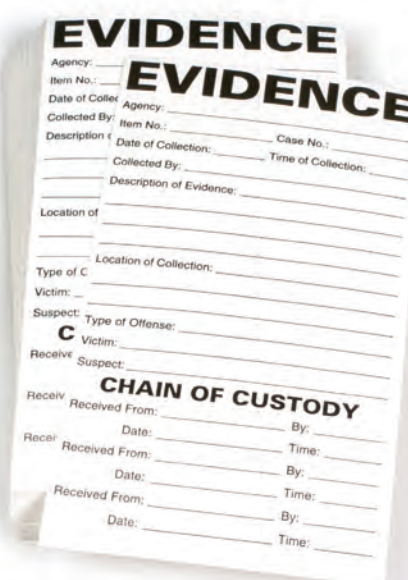 EVIDENCE
Agency:
Item No.:
Date of Collec
Collected By:
Description
Location of
Type of
Victim:
Suspect:
C
Receive
Receiv
Recei
EVIDENCE
Agency:
Item No.: Case No.:
Date of Collection: Time of Collection:
Collected By:
Description of Evidence:
Location of Collection:
Type of Offense:
Victim:
Suspect:
CHAIN OF CUSTODY
Received From: By:
Date: Time:
Received From: By:
Date: Time:
Received From: By:
Date: Time: